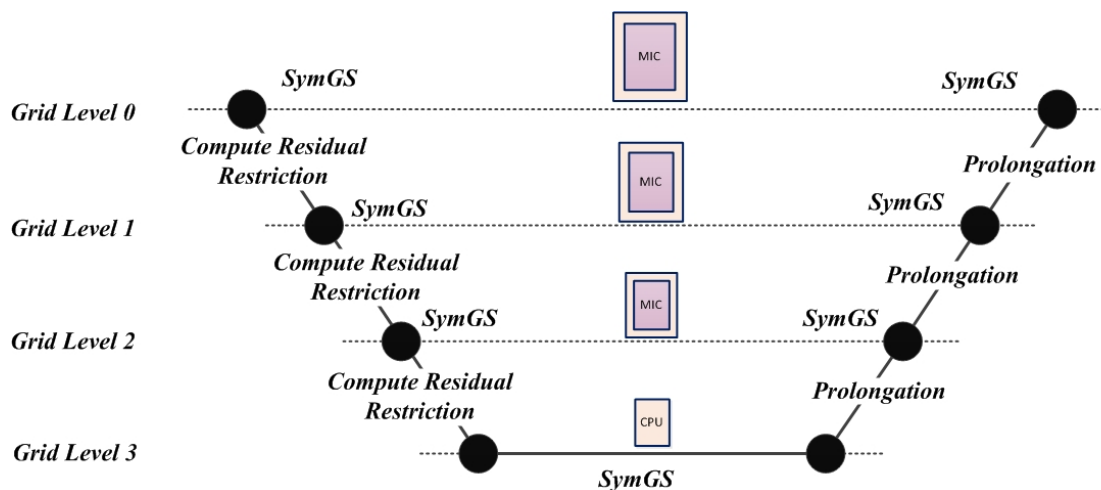 MIC
SymGS
SymGS
Grid Level 0
Compute Residual
Restriction
Prolongation
MIC
SymGS
SymGS
Grid Level 1
Compute Residual
Restriction
Prolongation
MIC
SymGS
SymGS
Grid Level 2
Compute Residual
Restriction
Prolongation
CPU
Grid Level 3
SymGS